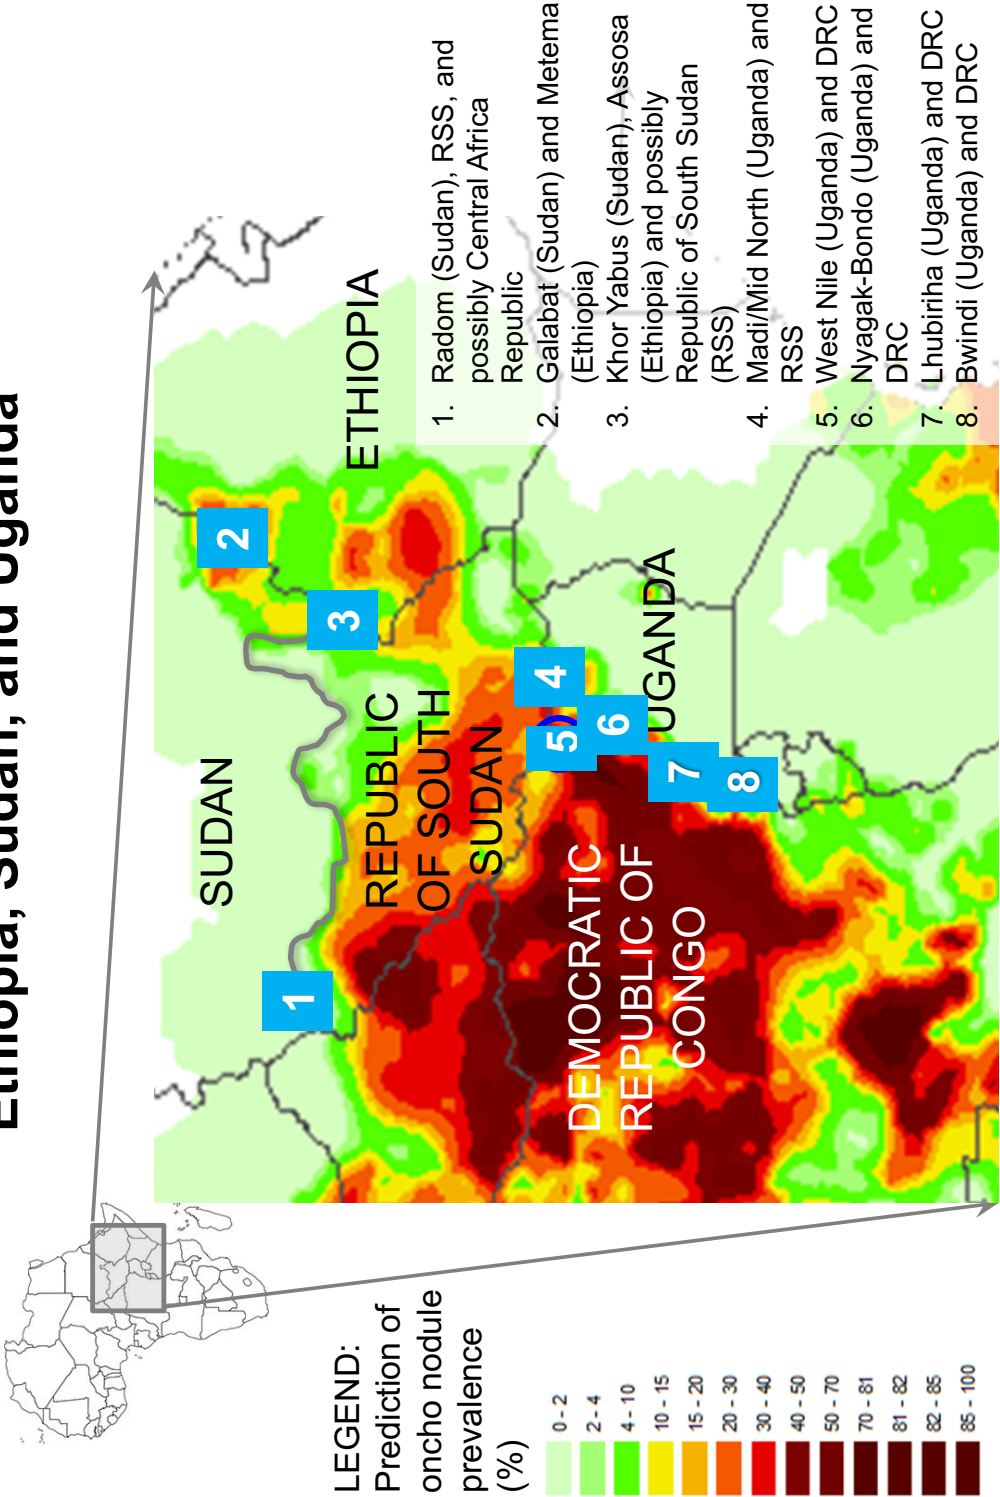 Ethiopia, Sudan, and Uganda
SUDAN
ETHIOPIA
REPUBLIC
OF SOUTH
SUDAN
UGANDA
DEMOCRATIC
REPUBLIC OF
CONGO
1
2
3
4
5
6
7
8
LEGEND:
Prediction of
oncho nodule
prevalence
(%)
0 - 2
2 - 4
4 - 10
10 - 15
15 - 20
20 - 30
30 - 40
40 - 50
50 - 70
70 - 81
81 - 82
82 - 85
85 - 100
1. Radom (Sudan), RSS, and
possibly Central Africa
Republic
2. Galabat (Sudan) and Metema
(Ethiopia)
3. Khor Yabus (Sudan), Assosa
(Ethiopia) and possibly
Republic of South Sudan
(RSS)
4. Madi/Mid North (Uganda) and
RSS
5. West Nile (Uganda) and DRC
6. Nyagak-Bondo (Uganda) and
DRC
7. Lhubiriha (Uganda) and DRC
8. Bwindi (Uganda) and DRC